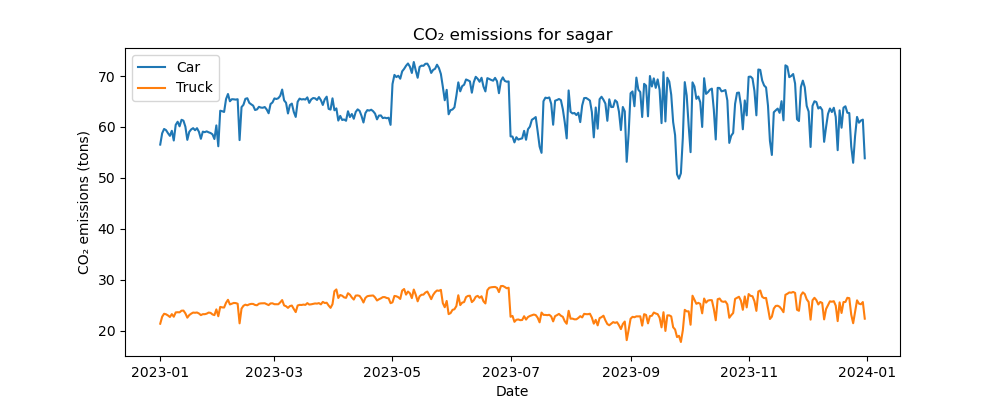 CO₂ emissions for sagar
Car
Truck
CO₂ emissions (tons)
70
60
50
40
30
20
2023-01
2023-03
2023-05
2023-07
2023-09
2023-11
2024-01
Date